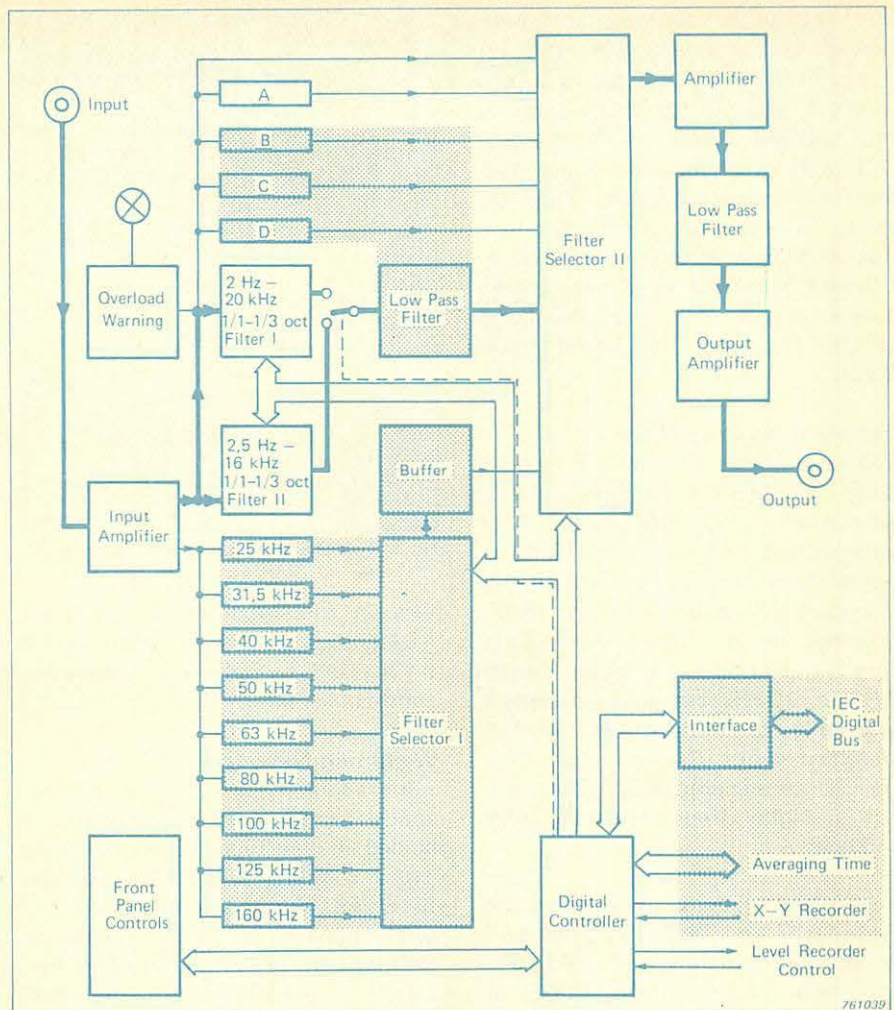 Input
A
B
C
D
Overload
Warning
2 Hz –
20 kHz
1/1–1/3 oct
Filter I
Low Pass
Filter
2,5 Hz –
16 kHz
1/1–1/3 oct
Filter II
Buffer
Input
Amplifier
25 kHz
31,5 kHz
40 kHz
50 kHz
63 kHz
80 kHz
100 kHz
125 kHz
160 kHz
Filter
Selector I
Filter
Selector II
Amplifier
Low Pass
Filter
Output
Amplifier
Output
Interface
IEC
Digital
Bus
Front
Panel
Controls
Digital
Controller
Averaging Time
X–Y Recorder
Level Recorder
Control
761039